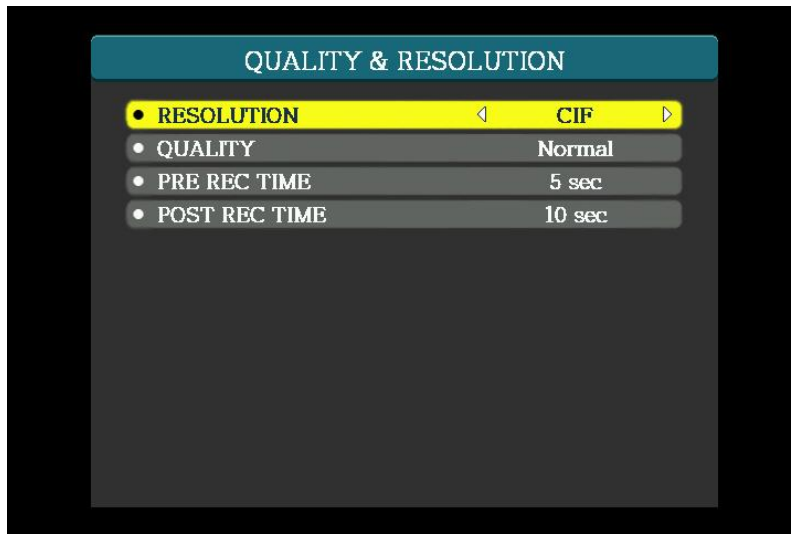 QUALITY & RESOLUTION
RESOLUTION CIF
QUALITY Normal
PRE REC TIME 5 sec
POST REC TIME 10 sec